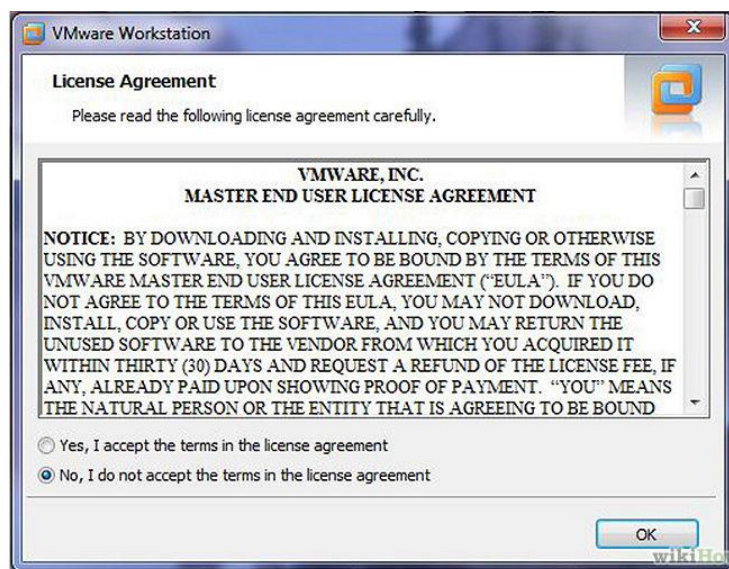 VMware Workstation
License Agreement
Please read the following license agreement carefully.
VMWARE, INC.
MASTER END USER LICENSE AGREEMENT
NOTICE: BY DOWNLOADING AND INSTALLING, COPYING OR OTHERWISE
USING THE SOFTWARE, YOU AGREE TO BE BOUND BY THE TERMS OF THIS
VMWARE MASTER END USER LICENSE AGREEMENT (“EULA”). IF YOU DO
NOT AGREE TO THE TERMS OF THIS EULA, YOU MAY NOT DOWNLOAD,
INSTALL, COPY OR USE THE SOFTWARE, AND YOU MAY RETURN THE
UNUSED SOFTWARE TO THE VENDOR FROM WHICH YOU ACQUIRED IT
WITHIN THIRTY (30) DAYS AND REQUEST A REFUND OF THE LICENSE FEE, IF
ANY, ALREADY PAID UPON SHOWING PROOF OF PAYMENT. “YOU” MEANS
THE NATURAL PERSON OR THE ENTITY THAT IS AGREEING TO BE BOUND
Yes, I accept the terms in the license agreement
No, I do not accept the terms in the license agreement
OK